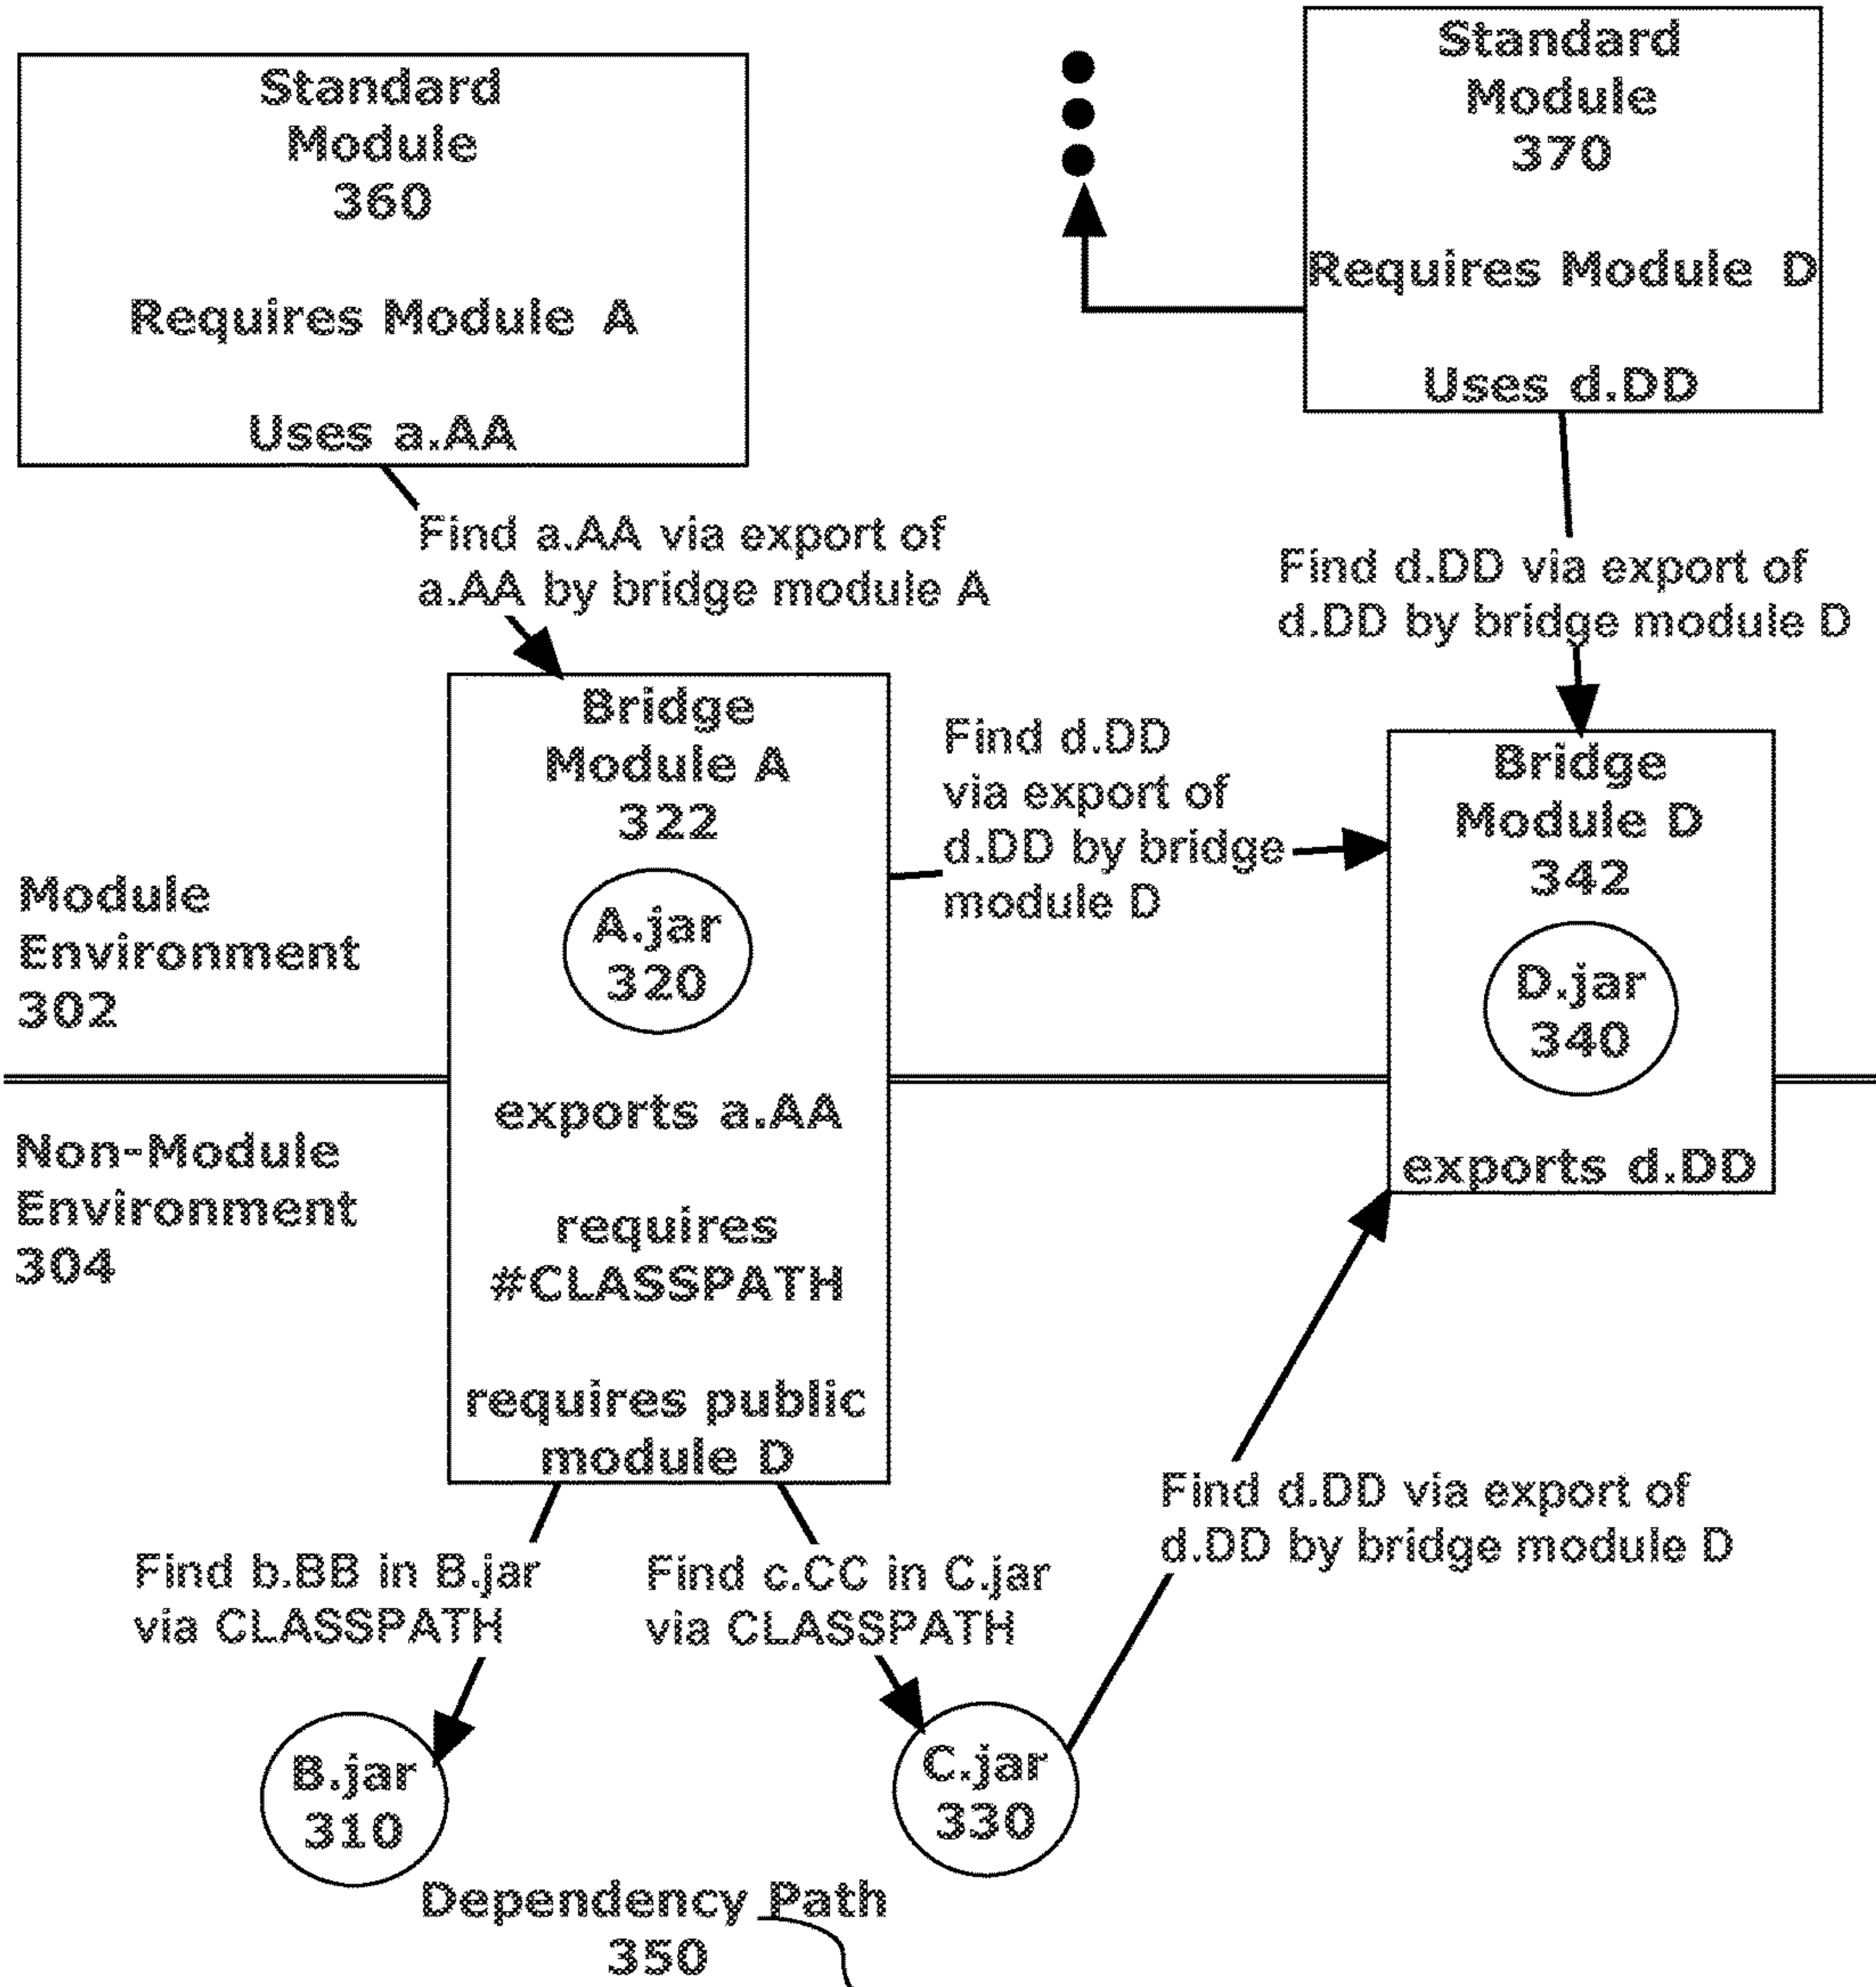 Standard
Module
360
Requires Module A
Uses a.AA
Standard
Module
370
Requires Module D
Uses d.DD
Find a.AA via export of
a.AA by bridge module A
Find d.DD via export of
d.DD by bridge module D
Bridge
Module A
322
A.jar
320
exports a.AA
requires
#CLASSPATH
requires public
module D
Find d.DD
via export of
d.DD by bridge
module D
Bridge
Module D
342
D.jar
340
exports d.DD
Module
Environment
302
Non-Module
Environment
304
Find b.BB in B.jar
via CLASSPATH
Find c.CC in C.jar
via CLASSPATH
Find d.DD via export of
d.DD by bridge module D
B.jar
310
C.jar
330
Dependency Path
350